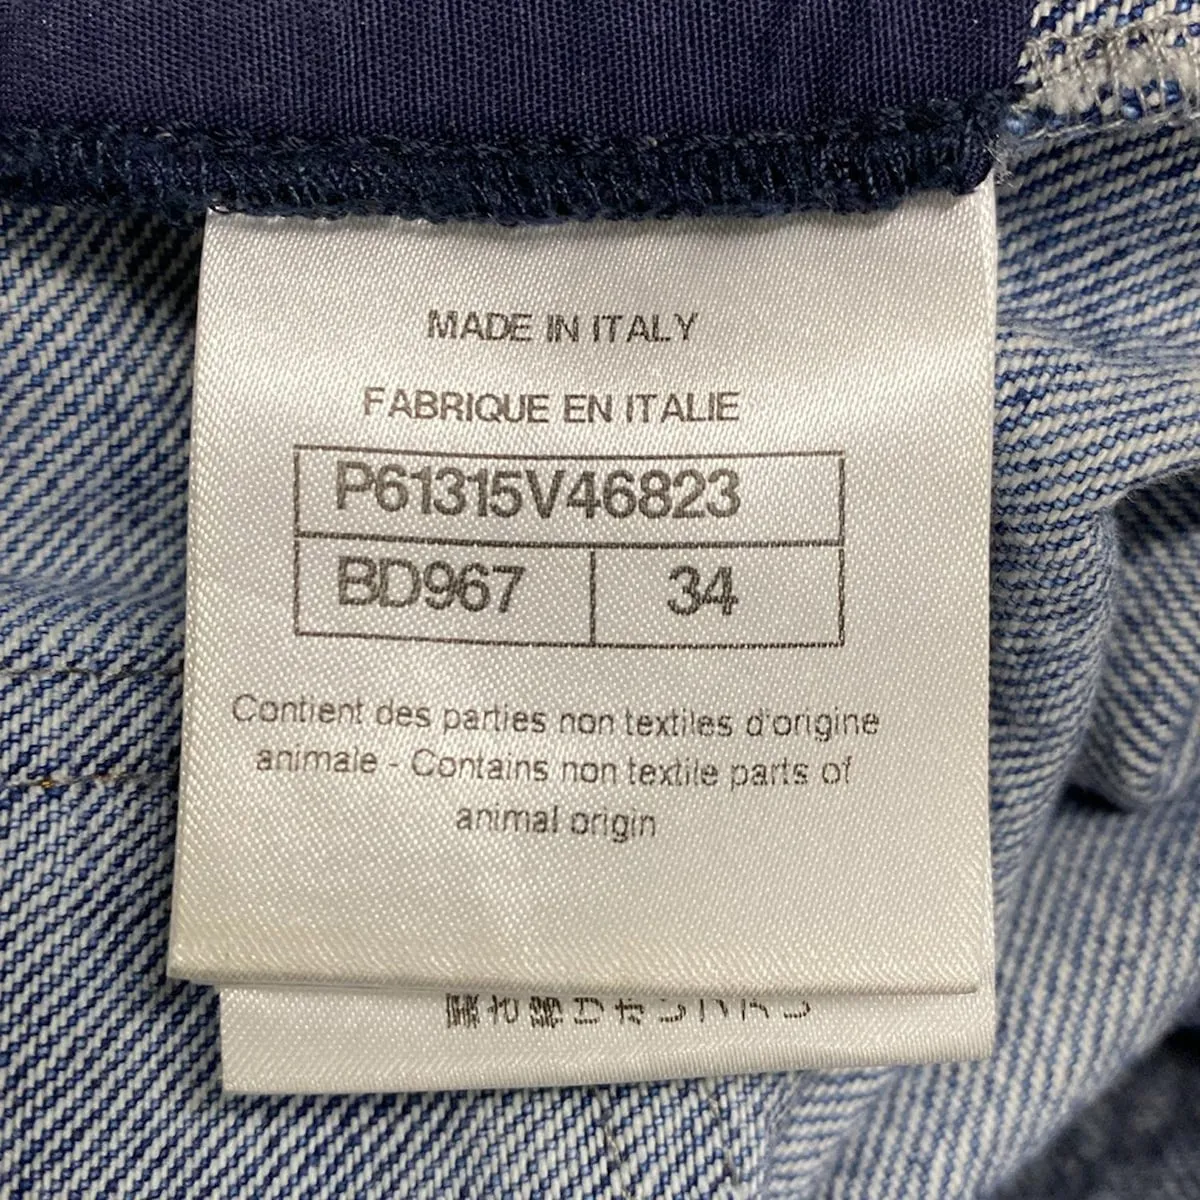 MADE IN ITALY
FABRIQUE EN ITALIE
P61315V46823
BD967 34
Contient des parties non textiles d'origine
animale - Contains non textile parts of
animal origin